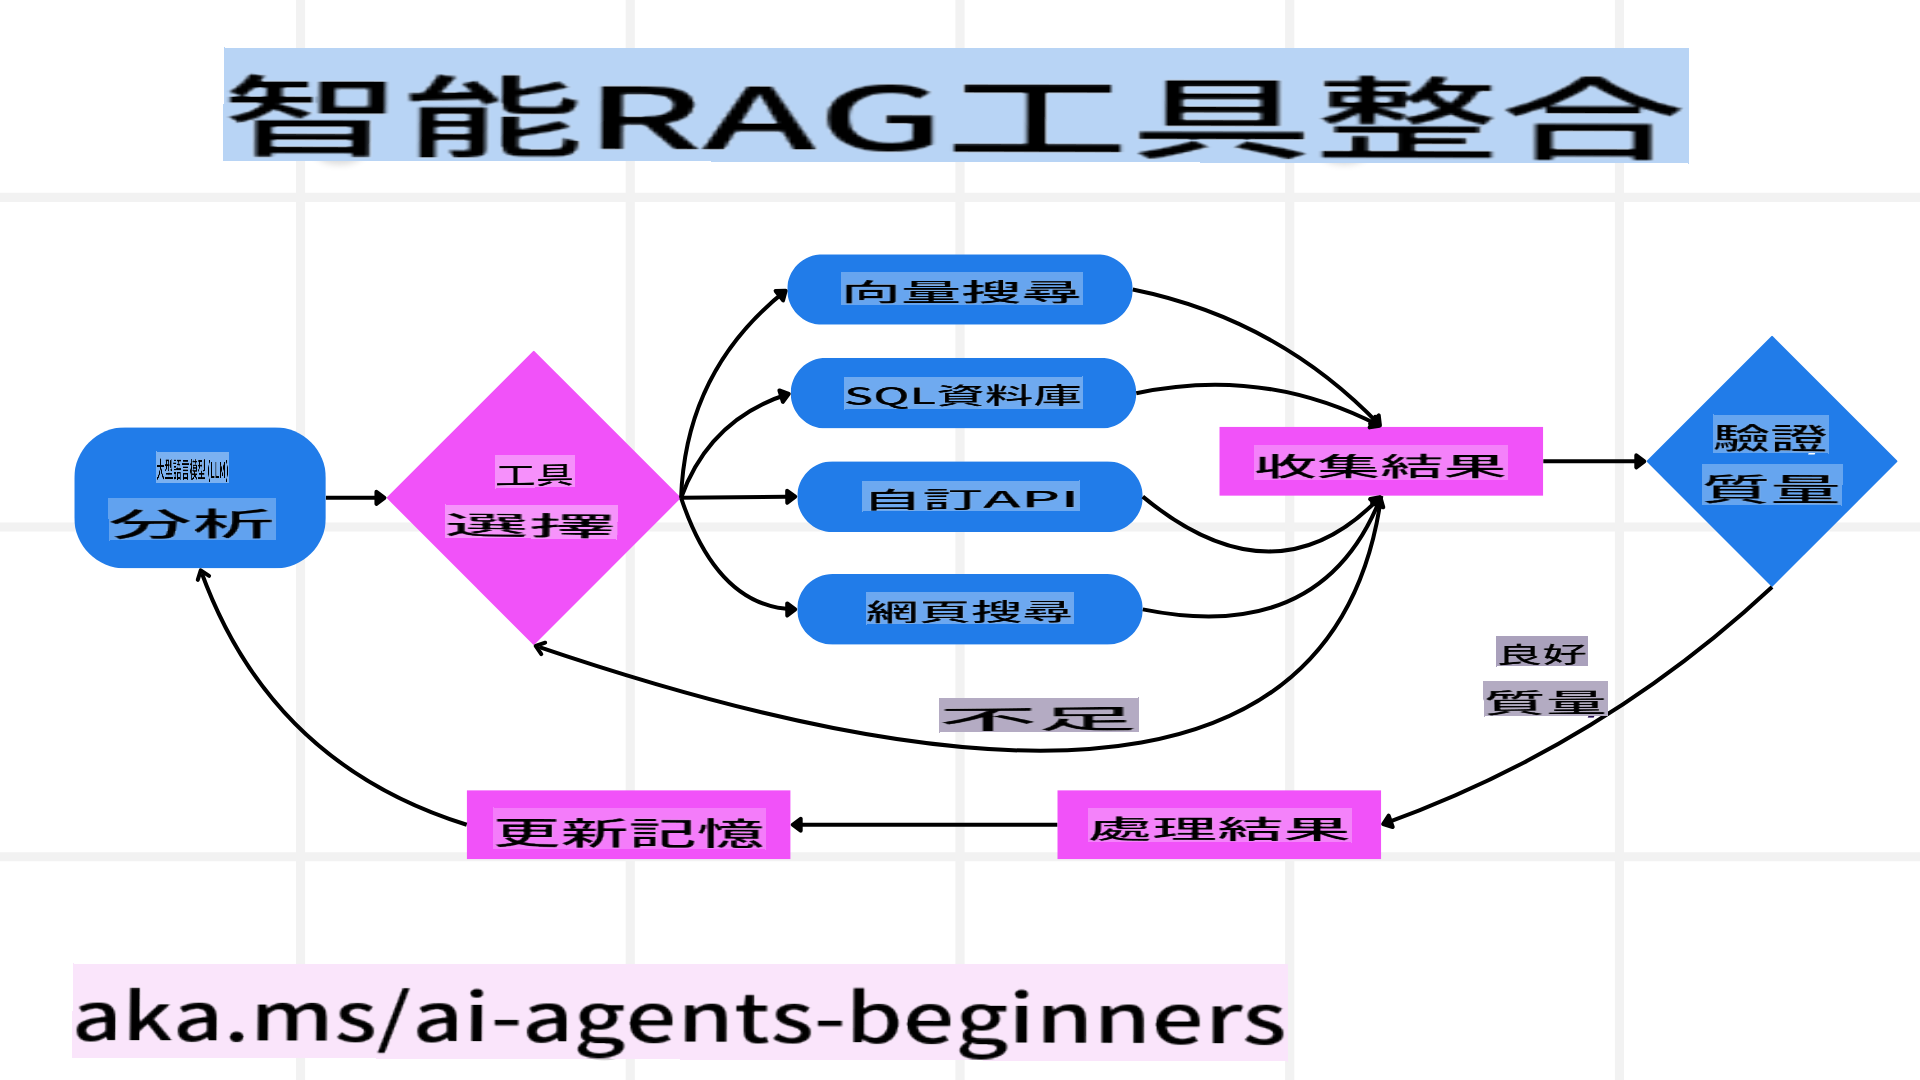 智能RAG工具整合
向量搜尋
SQL資料庫
自訂API
網頁搜尋
大型語言模型 (LLM)
分析
工具
選擇
收集結果
驗證
質量
不足
良好
質量
更新記憶
處理結果
aka.ms/ai-agents-beginners